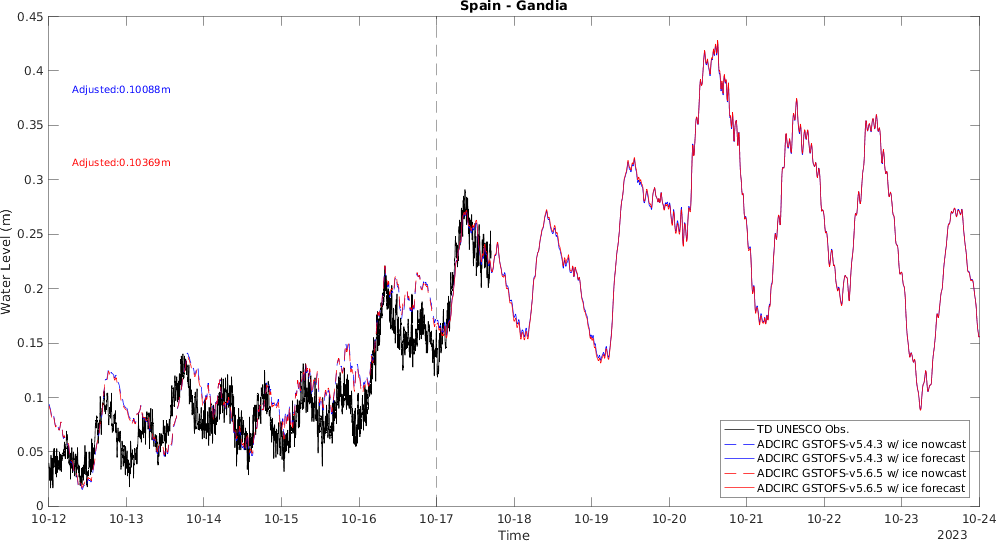 Spain - Gandia
0.45
0.4
0.35
0.3
0.25
0.2
0.15
0.1
0.05
0
Water Level (m)
Adjusted:0.10088m
Adjusted:0.10369m
TD UNESCO Obs.
ADCIRC GSTOFS-v5.4.3 w/ ice nowcast
ADCIRC GSTOFS-v5.4.3 w/ ice forecast
ADCIRC GSTOFS-v5.6.5 w/ ice nowcast
ADCIRC GSTOFS-v5.6.5 w/ ice forecast
10-12 10-13 10-14 10-15 10-16 10-17 10-18 10-19 10-20 10-21 10-22 10-23 10-24
Time
2023